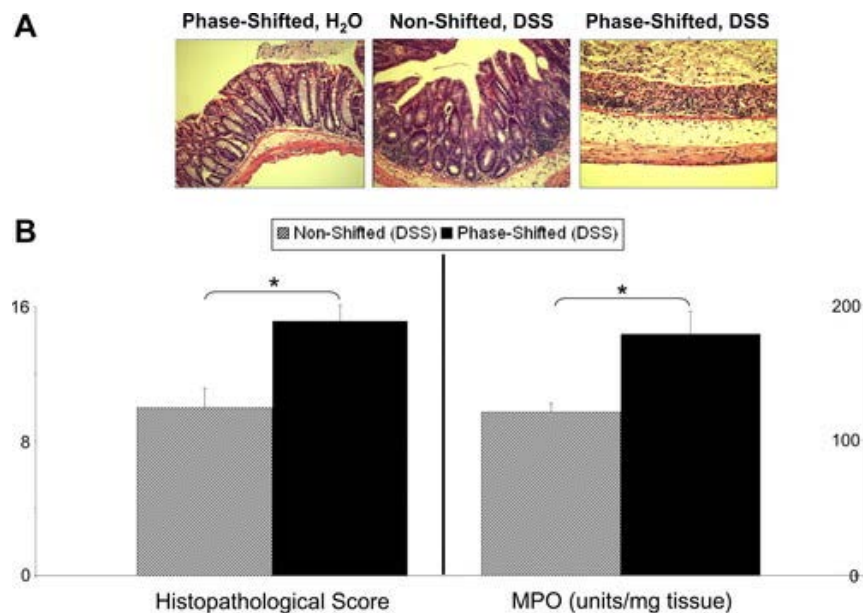 A
Phase-Shifted, H₂O
Non-Shifted, DSS
Phase-Shifted, DSS
B
Non-Shifted (DSS) Phase-Shifted (DSS)
* *
16 200
8 100
0 0
Histopathological Score MPO (units/mg tissue)